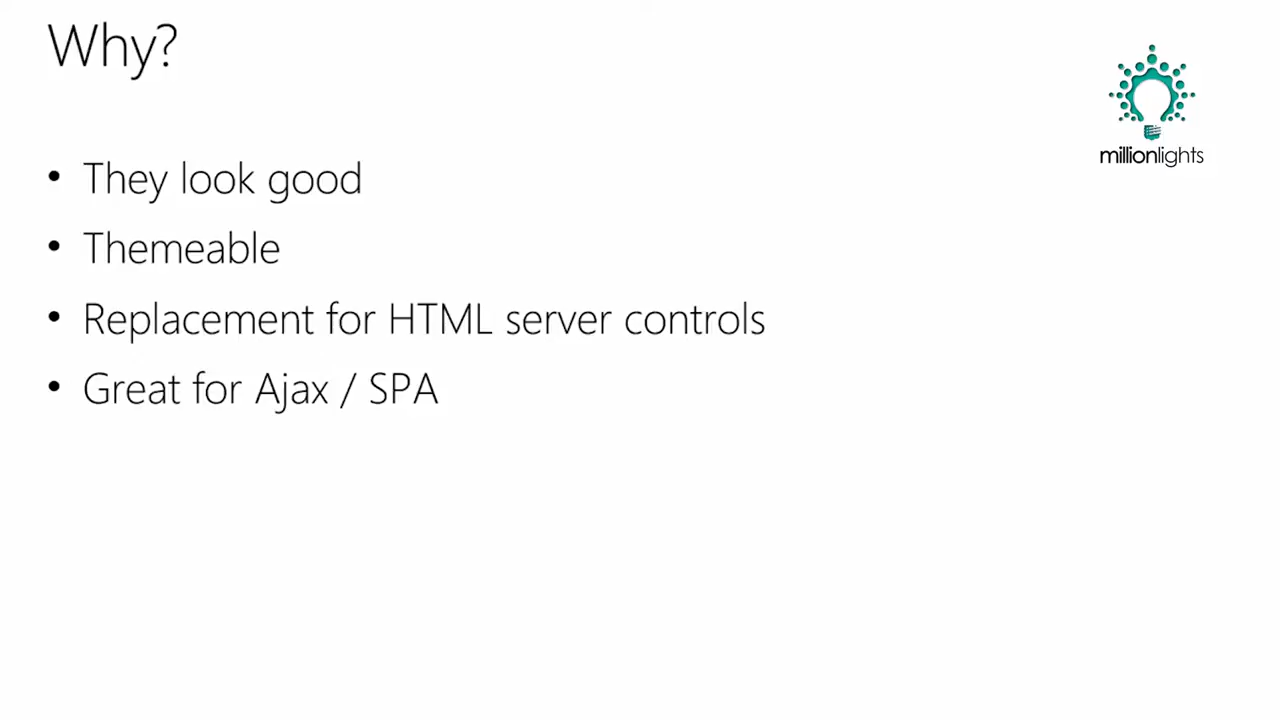 Why?
millionlights
• They look good
• Themeable
• Replacement for HTML server controls
• Great for Ajax / SPA